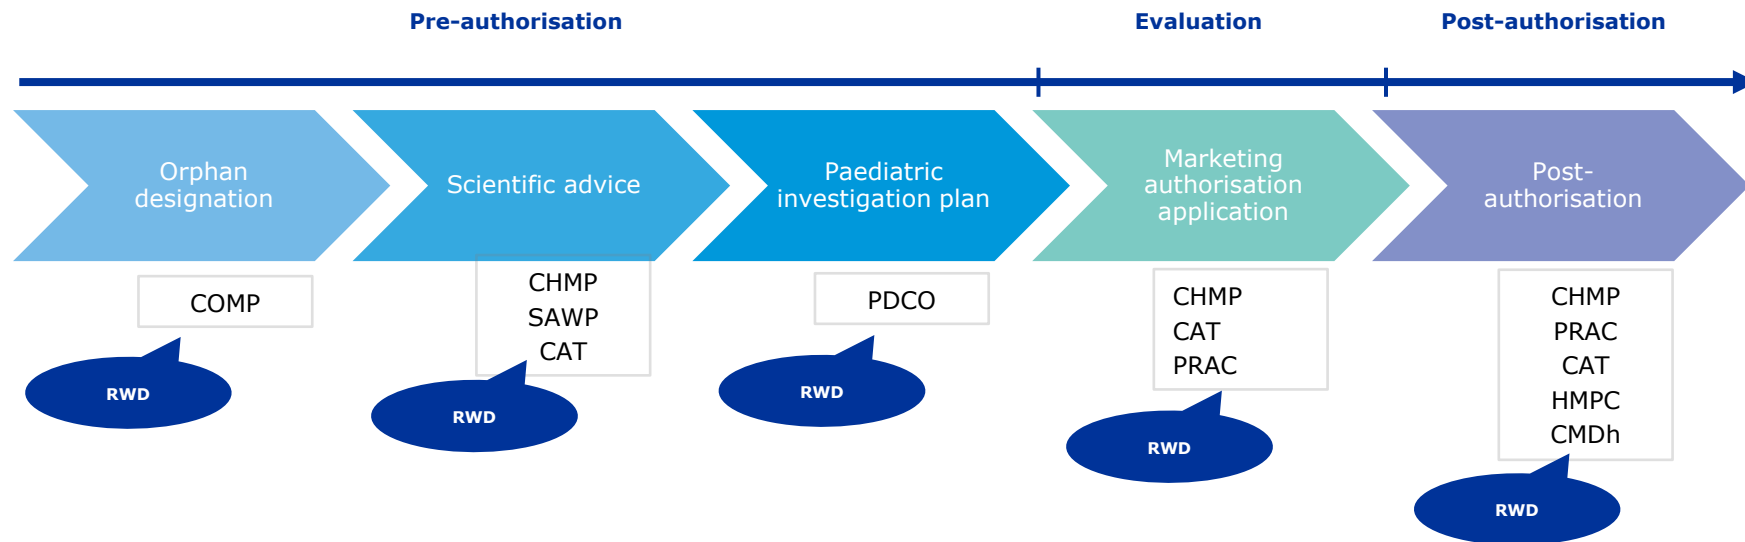 Pre-authorisation
Evaluation
Post-authorisation
Orphan
designation
Scientific advice
Paediatric
investigation plan
Marketing
authorisation
application
Post-
authorisation
COMP
RWD
CHMP
SAWP
CAT
RWD
PDCO
RWD
CHMP
CAT
PRAC
RWD
CHMP
PRAC
CAT
HMPC
CMDh
RWD